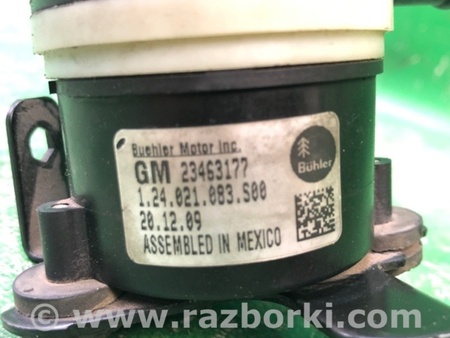 Buehler Motor Inc.
GM 23463177
1.24.021.083.S00
20.12.09
ASSEMBLED IN MEXICO
Bühler
© www.razborki.com